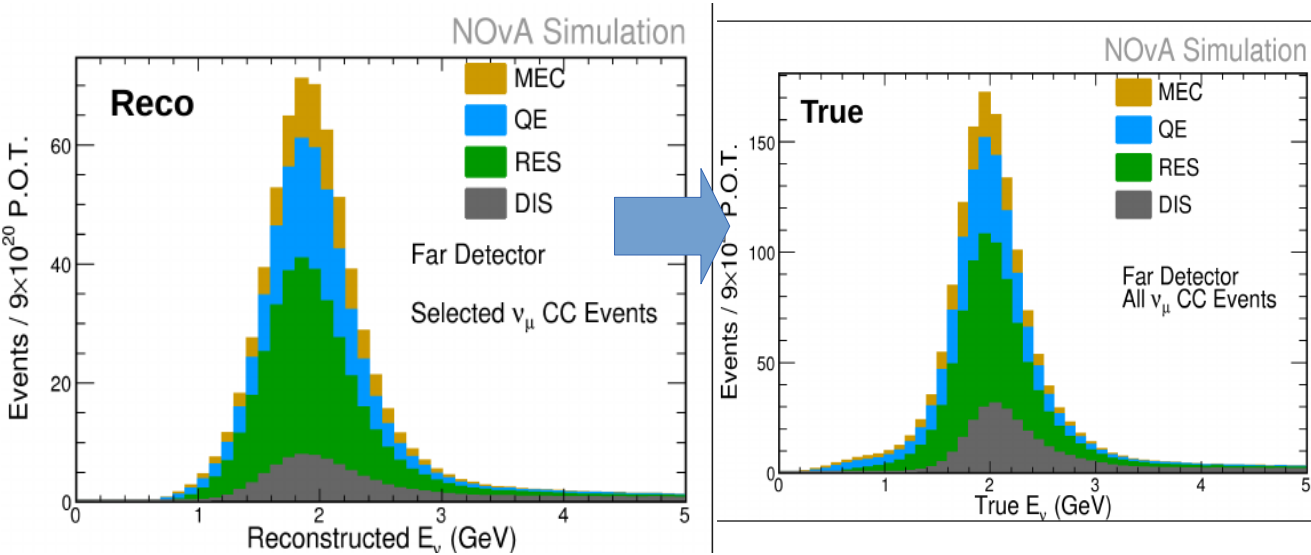 NOvA Simulation
Reco
MEC
QE
RES
DIS
Far Detector
Selected νμ CC Events
Events / 9×10²⁰ P.O.T.
60
40
20
0
0 1 2 3 4 5
Reconstructed Eν (GeV)
NOvA Simulation
True
MEC
QE
RES
DIS
Far Detector
All νμ CC Events
Events / 9×10 P.O.T.
150
100
50
0
0 1 2 3 4 5
True Eν (GeV)